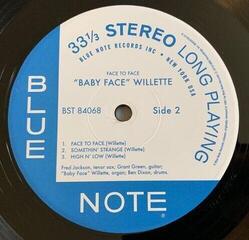 33 1/3 STEREO LONG PLAYING
BLUE NOTE RECORDS INC • NEW YORK USA
FACE TO FACE
"BABY FACE" WILLETTE
BST 84068
Side 2
1. FACE TO FACE (Willette)
2. SOMETHIN' STRANGE (Willette)
3. HIGH N' LOW (Willette)
Fred Jackson, tenor sax; Grant Green, guitar;
"Baby Face" Willette, organ; Ben Dixon, drums.
BLUE
NOTE